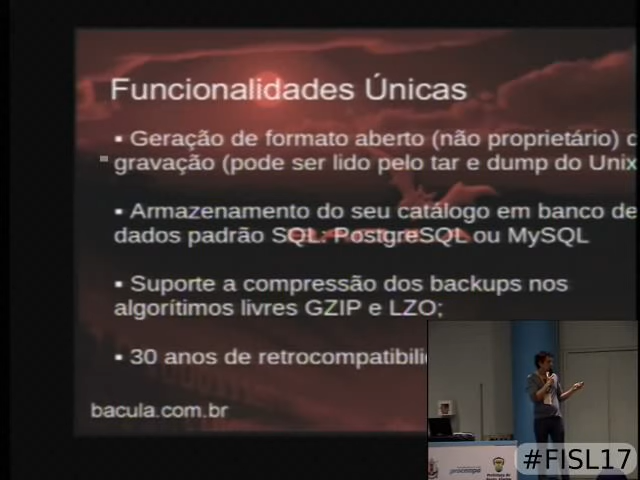 Funcionalidades Únicas
▪ Geração de formato aberto (não proprietário)
gravação (pode ser lido pelo tar e dump do Unix
▪ Armazenamento do seu catálogo em banco de
dados padrão SQL: PostgreSQL ou MySQL
▪ Suporte a compressão dos backups nos
algorítimos livres GZIP e LZO;
▪ 30 anos de
bacula.com.br
procempa
#FISL17